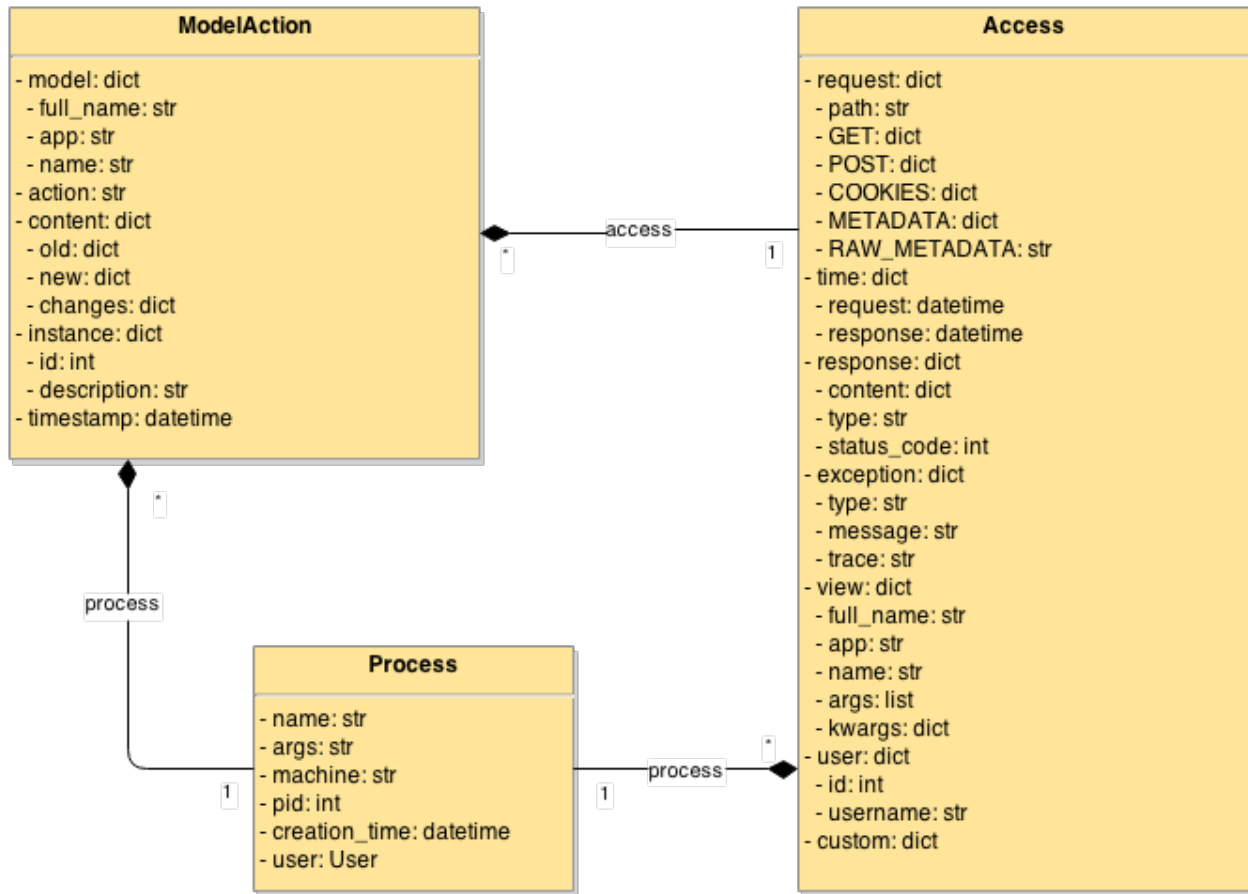 ModelAction
- model: dict
- full_name: str
- app: str
- name: str
- action: str
- content: dict
- old: dict
- new: dict
- changes: dict
- instance: dict
- id: int
- description: str
- timestamp: datetime
*
access
1
Access
- request: dict
- path: str
- GET: dict
- POST: dict
- COOKIES: dict
- METADATA: dict
- RAW_METADATA: str
- time: dict
- request: datetime
- response: datetime
- response: dict
- content: dict
- type: str
- status_code: int
- exception: dict
- type: str
- message: str
- trace: str
- view: dict
- full_name: str
- app: str
- name: str
- args: list
- kwargs: dict
- user: dict
- id: int
- username: str
- custom: dict
*
process
1
Process
- name: str
- args: str
- machine: str
- pid: int
- creation_time: datetime
- user: User
1
process
*